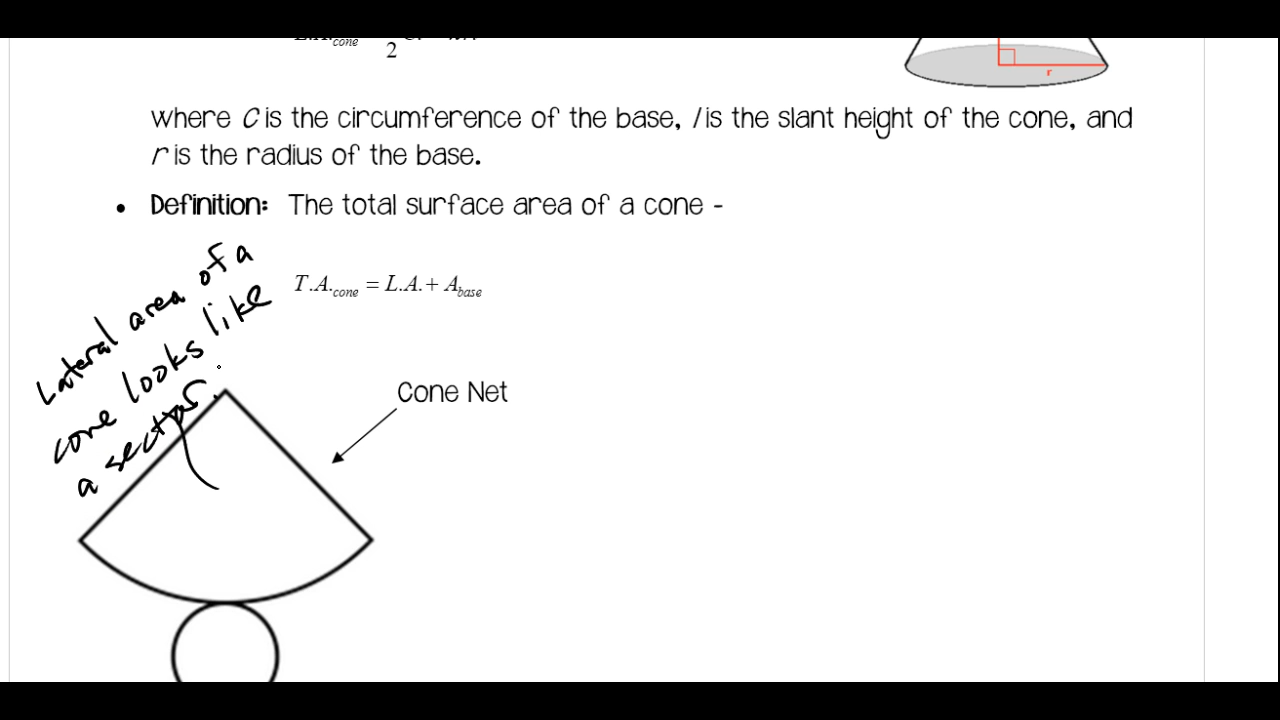 2
r
where C is the circumference of the base, l is the slant height of the cone, and
r is the radius of the base.
• Definition: The total surface area of a cone -
T.A.cone = L.A. + Abase
Lateral area of a
cone looks like
a sector.
Cone Net